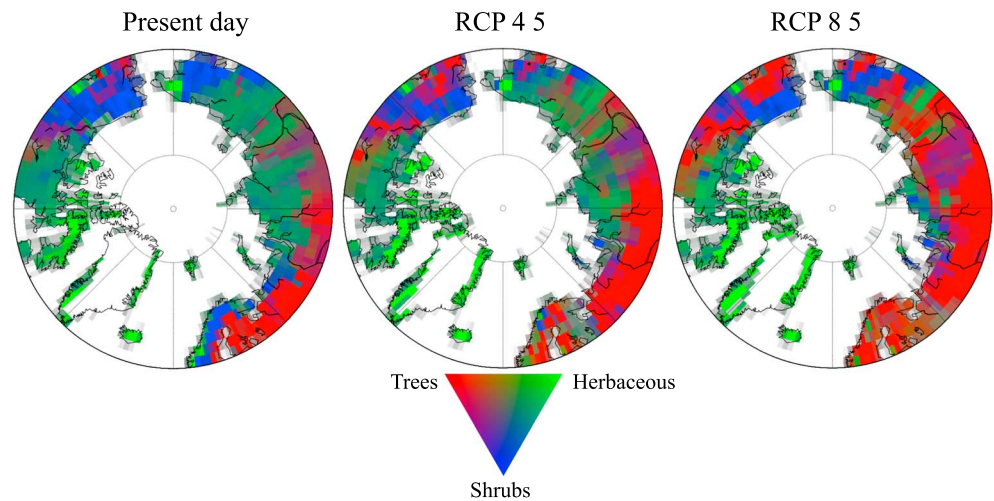 Present day
RCP 4 5
RCP 8 5
Trees
Herbaceous
Shrubs